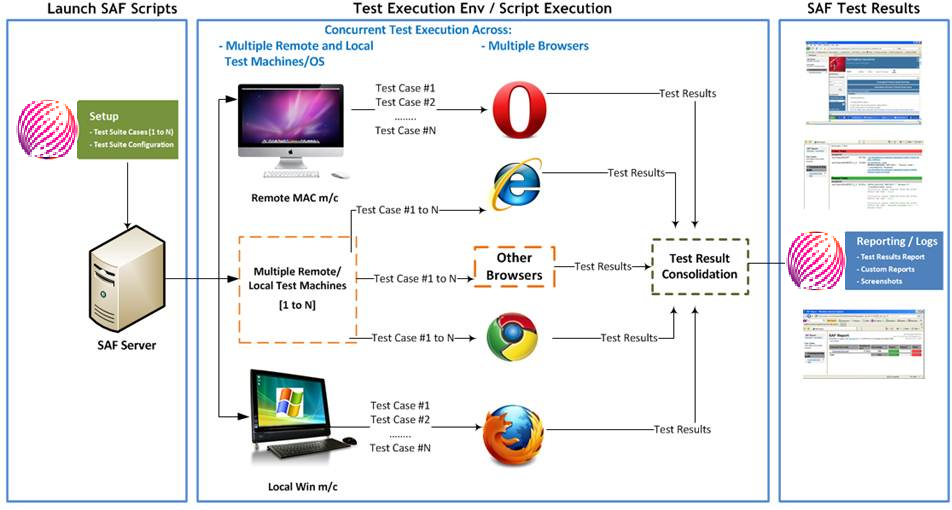 Launch SAF Scripts
Test Execution Env / Script Execution
SAF Test Results
Concurrent Test Execution Across:
- Multiple Remote and Local
Test Machines/OS
- Multiple Browsers
Setup
- Test Suite Cases (1 to N)
- Test Suite Configuration
SAF Server
Remote MAC m/c
Test Case #1
Test Case #2
........
Test Case #N
Test Results
Test Results
Test Case #1 to N
Multiple Remote/
Local Test Machines
[1 to N]
Test Case #1 to N
Other
Browsers
Test Results
Test Result
Consolidation
Test Case #1 to N
Test Results
Test Case #1
Test Case #2
........
Test Case #N
Test Results
Local Win m/c
Reporting / Logs
- Test Results Report
- Custom Reports
- Screenshots
SAF Report